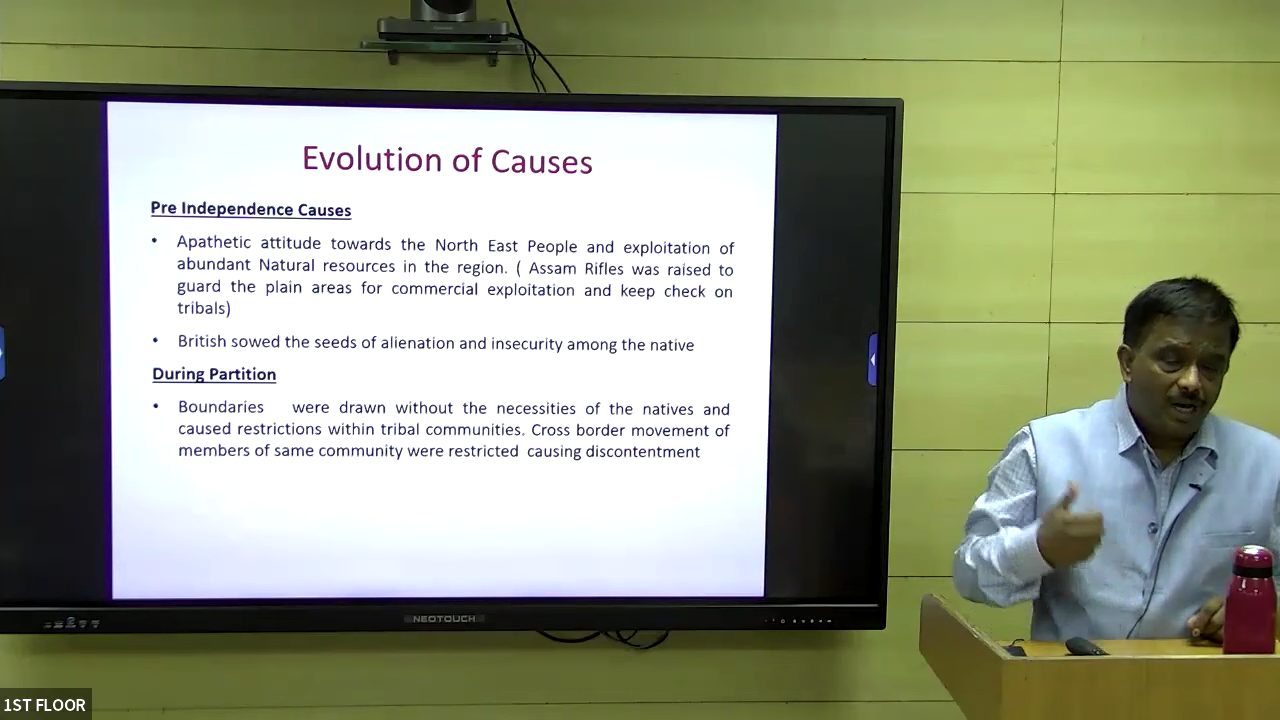 Evolution of Causes
Pre Independence Causes
• Apathetic attitude towards the North East People and exploitation of
abundant Natural resources in the region. ( Assam Rifles was raised to
guard the plain areas for commercial exploitation and keep check on
tribals)
• British sowed the seeds of alienation and insecurity among the native
During Partition
• Boundaries were drawn without the necessities of the natives and
caused restrictions within tribal communities. Cross border movement of
members of same community were restricted causing discontentment
NEOTOUCH
1ST FLOOR